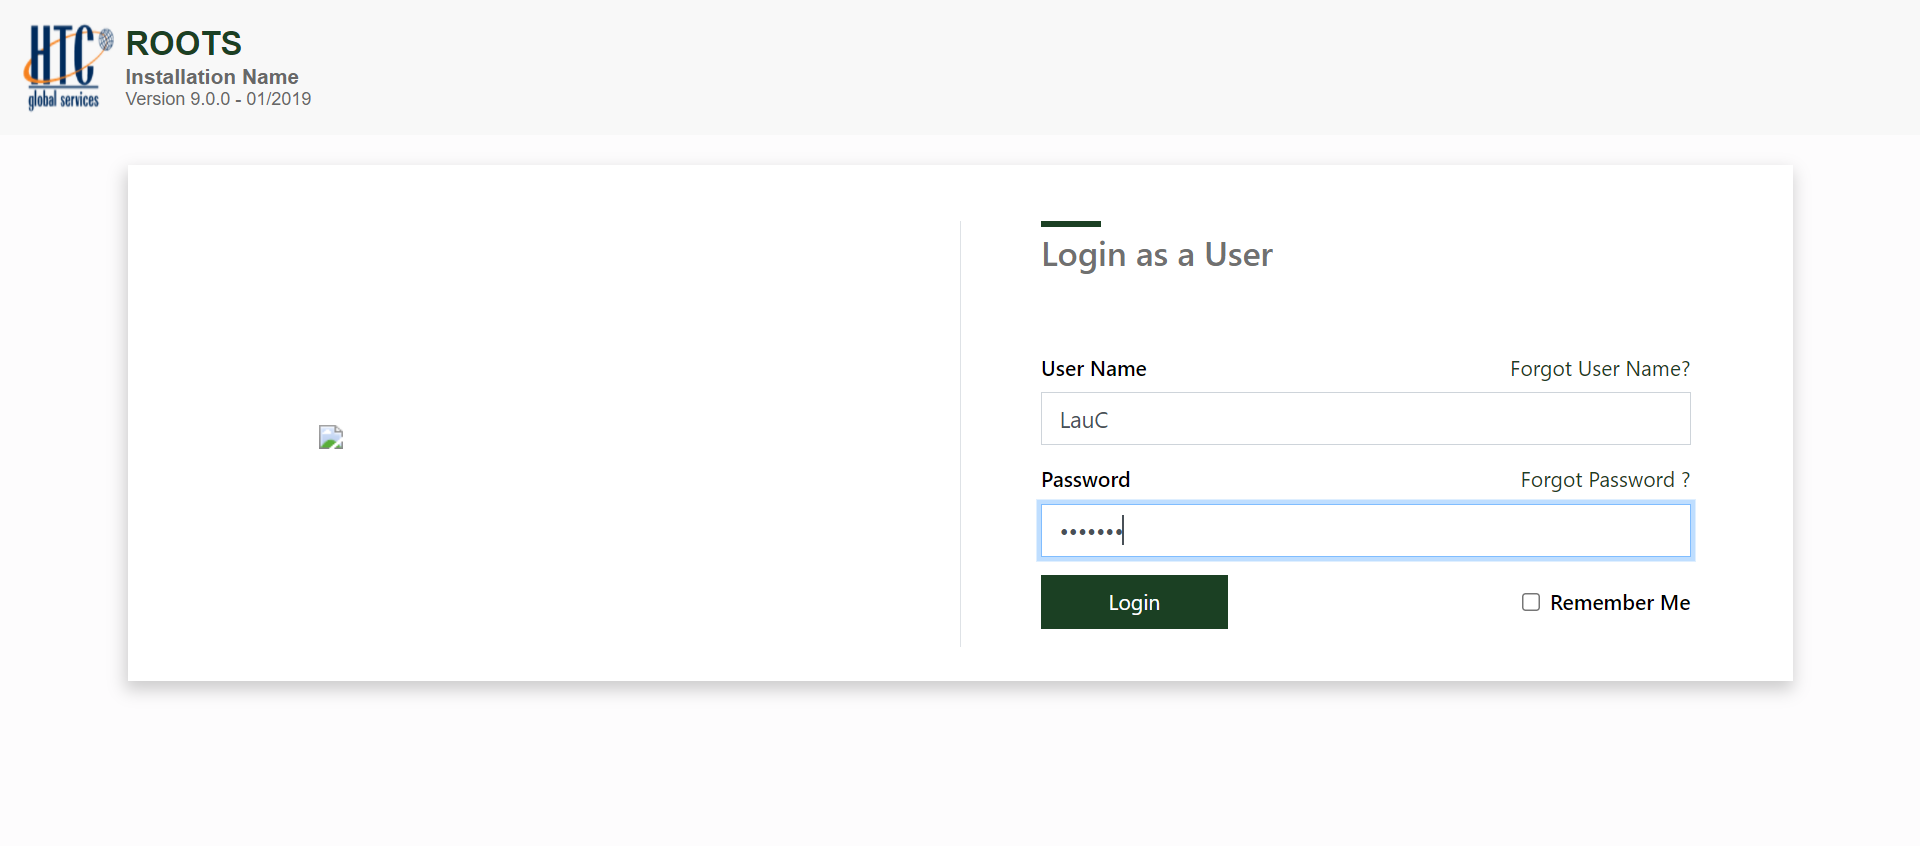 HTC
global services
ROOTS
Installation Name
Version 9.0.0 - 01/2019
Login as a User
User Name
Forgot User Name?
LauC
Password
Forgot Password ?
•••••••
Login
Remember Me